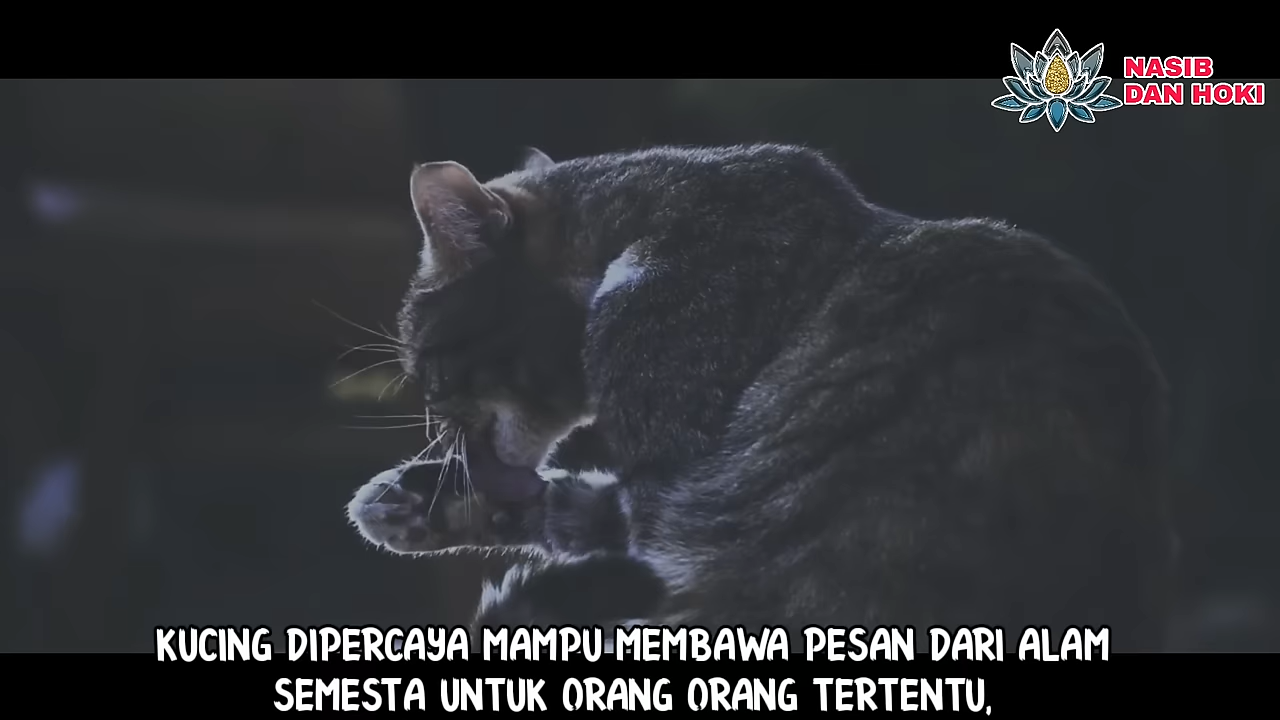 NASIB
DAN HOKI
KUCING DIPERCAYA MAMPU MEMBAWA PESAN DARI ALAM
SEMESTA UNTUK ORANG ORANG TERTENTU,